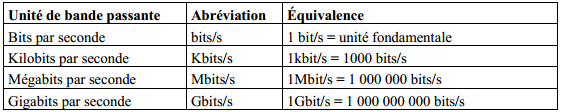 Unité de bande passante Abréviation Équivalence
Bits par seconde bits/s 1 bit/s = unité fondamentale
Kilobits par seconde Kbits/s 1kbit/s = 1000 bits/s
Mégabits par seconde Mbits/s 1Mbit/s = 1 000 000 bits/s
Gigabits par seconde Gbits/s 1Gbit/s = 1 000 000 000 bits/s